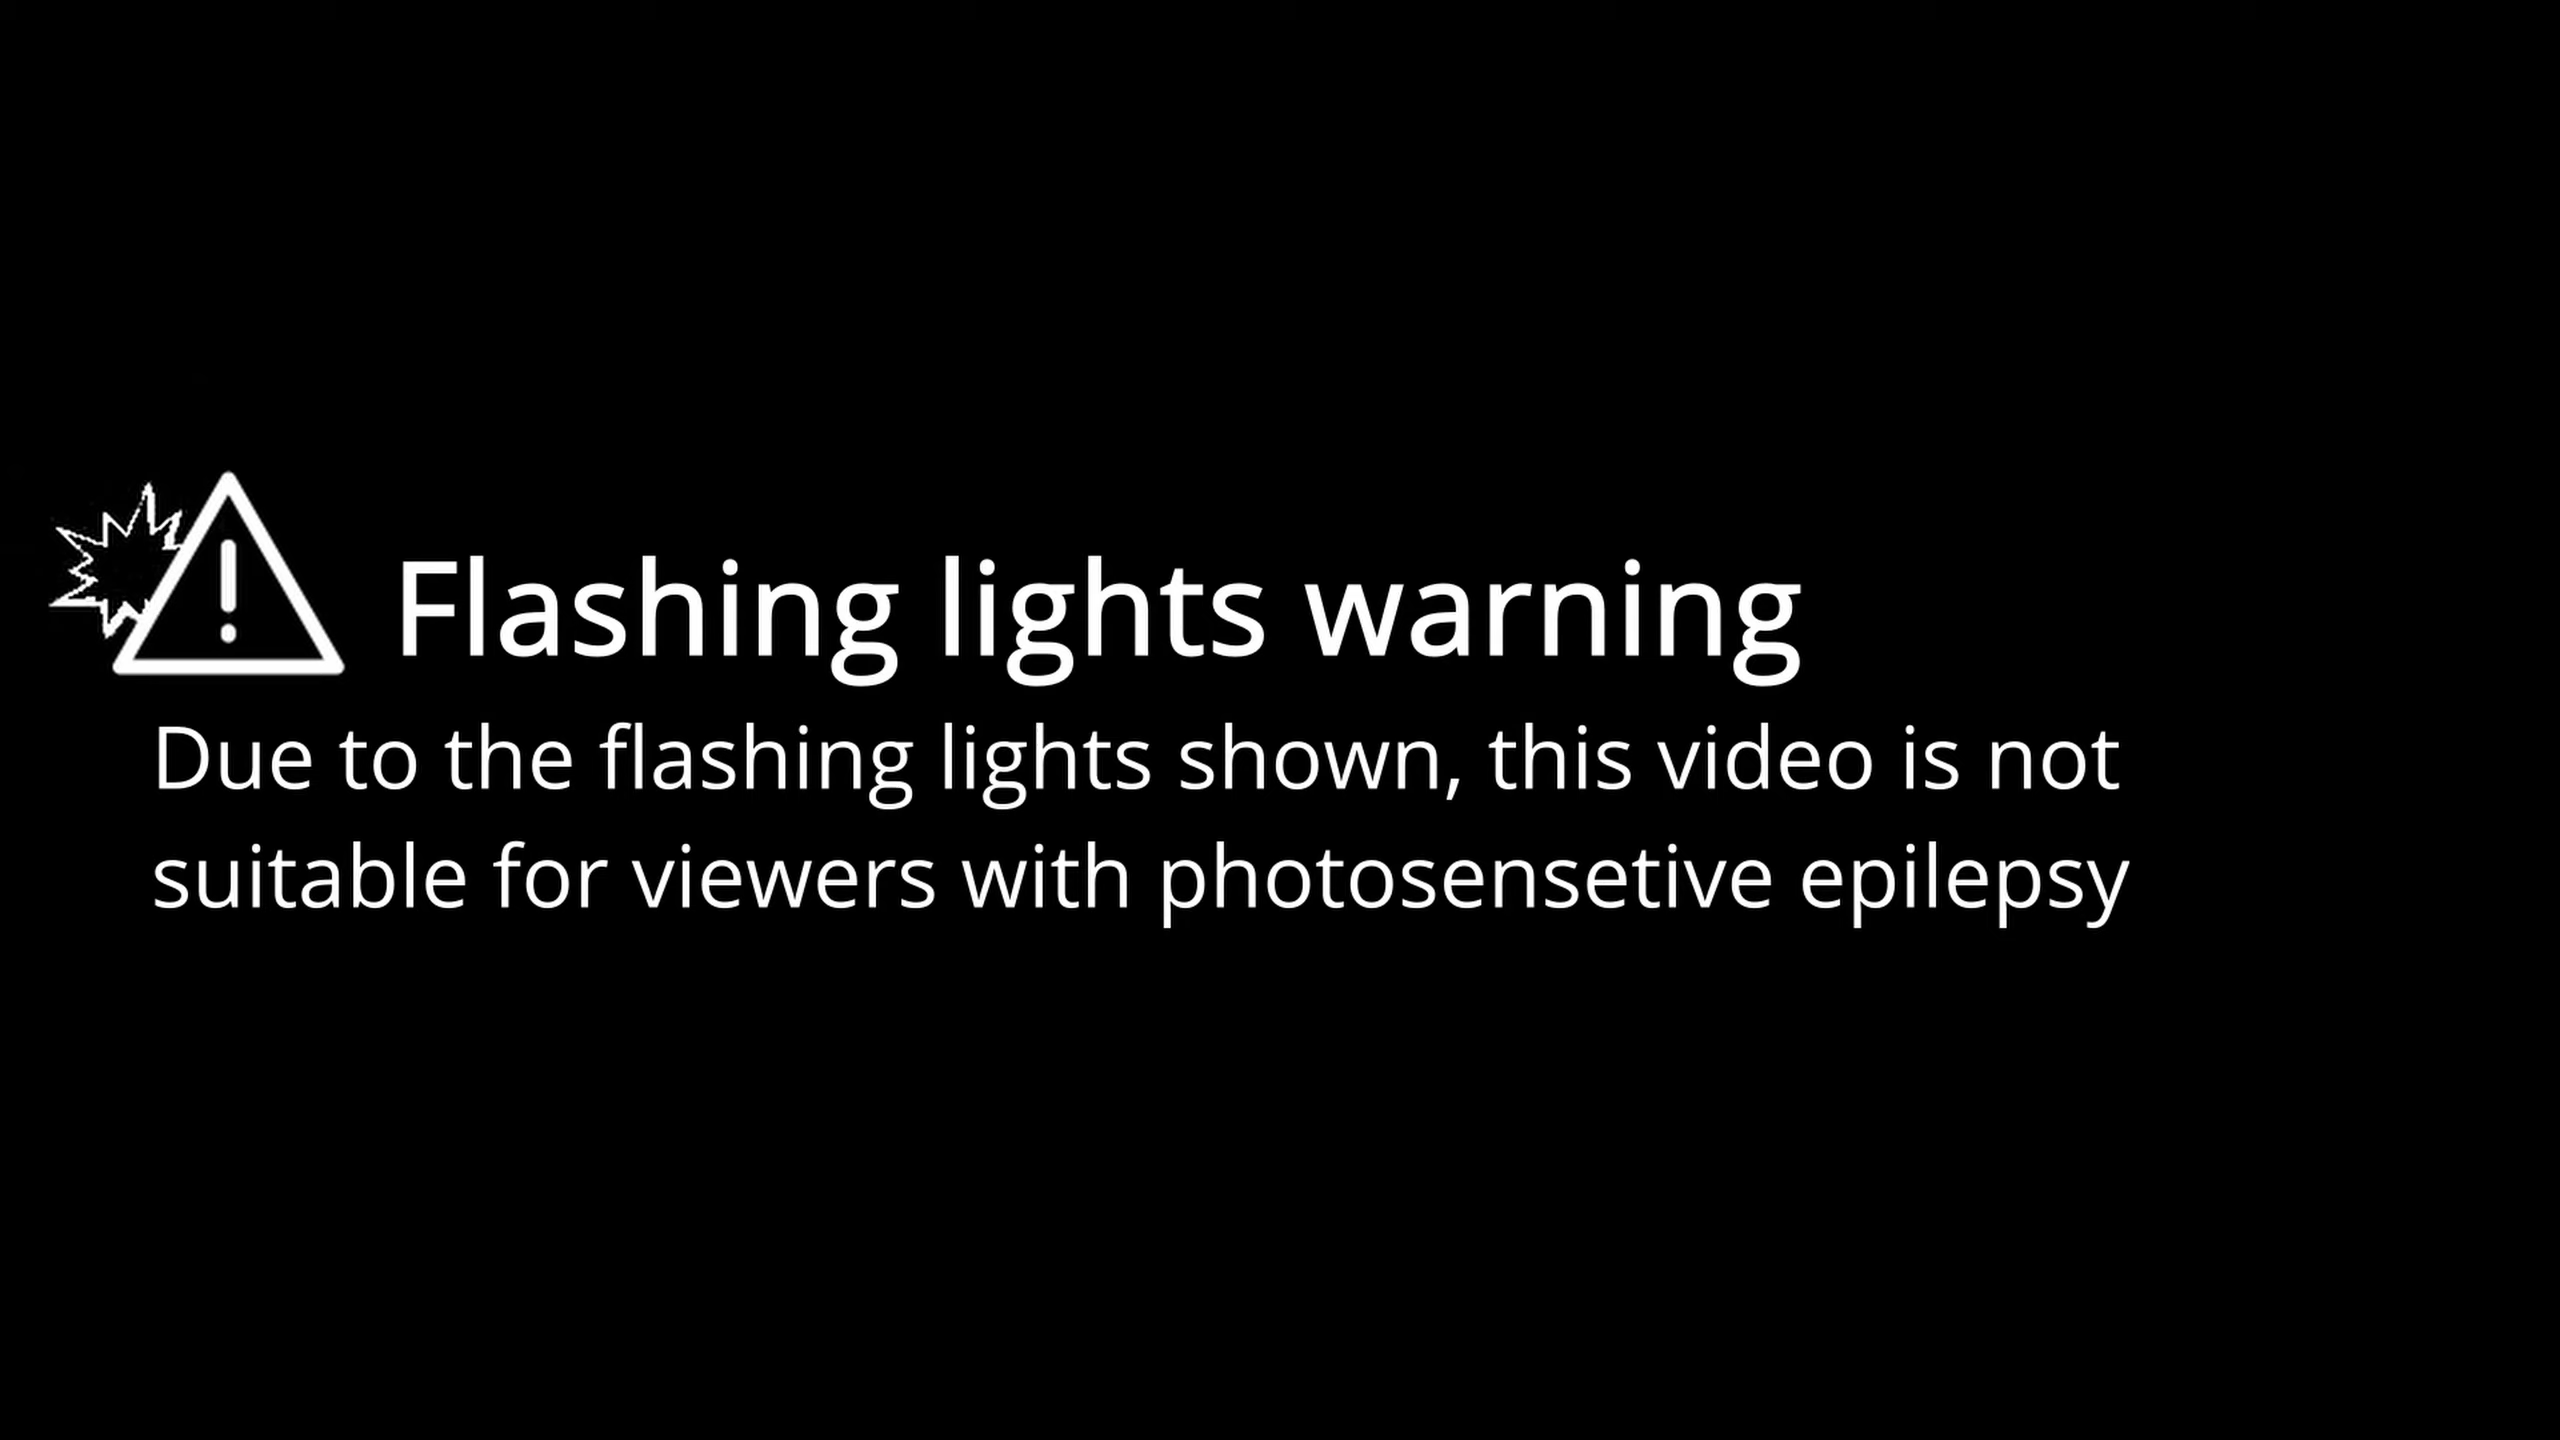 Flashing lights warning
Due to the flashing lights shown, this video is not
suitable for viewers with photosensetive epilepsy